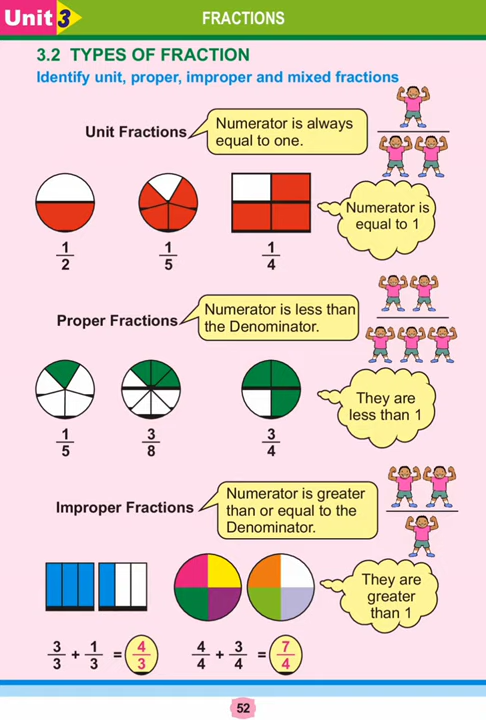 Unit 3
FRACTIONS
3.2 TYPES OF FRACTION
Identify unit, proper, improper and mixed fractions
Unit Fractions
Numerator is always
equal to one.
1/2
1/5
1/4
Numerator is
equal to 1
Proper Fractions
Numerator is less than
the Denominator.
1/5
3/8
3/4
They are
less than 1
Improper Fractions
Numerator is greater
than or equal to the
Denominator.
They are
greater
than 1
3/3 + 1/3 = 4/3
4/4 + 3/4 = 7/4
52